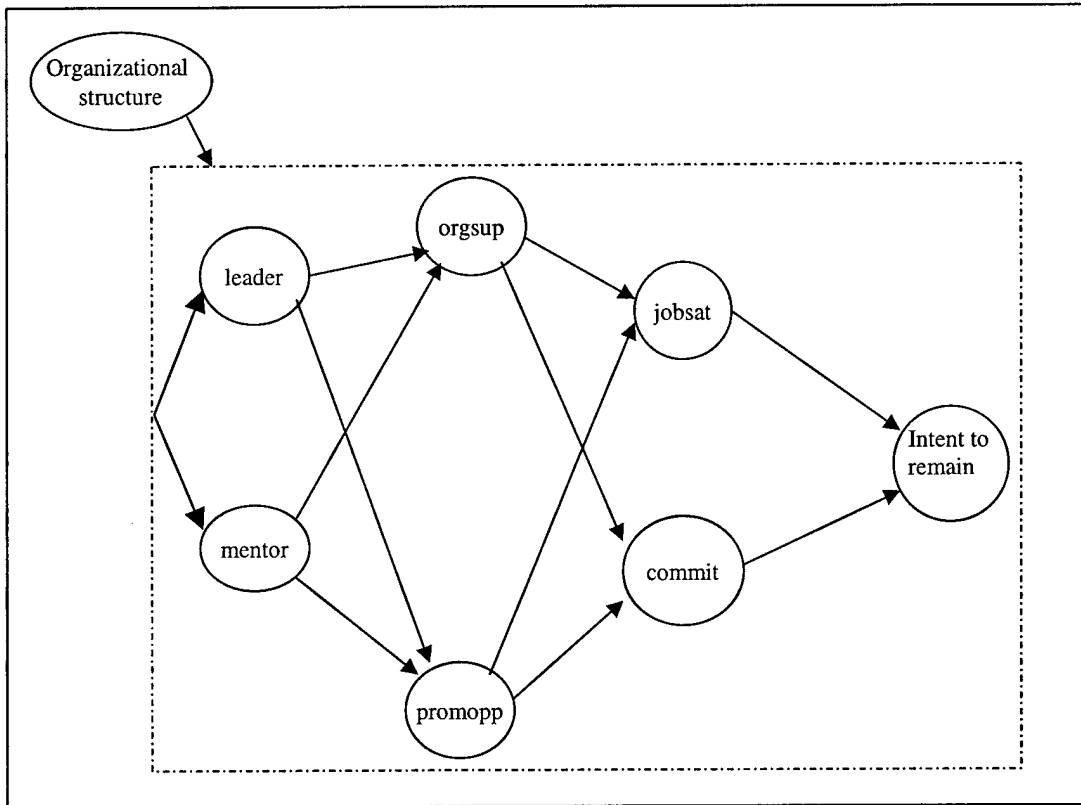 Organizational
structure
orgsup
leader
jobsat
Intent to
remain
mentor
commit
promopp